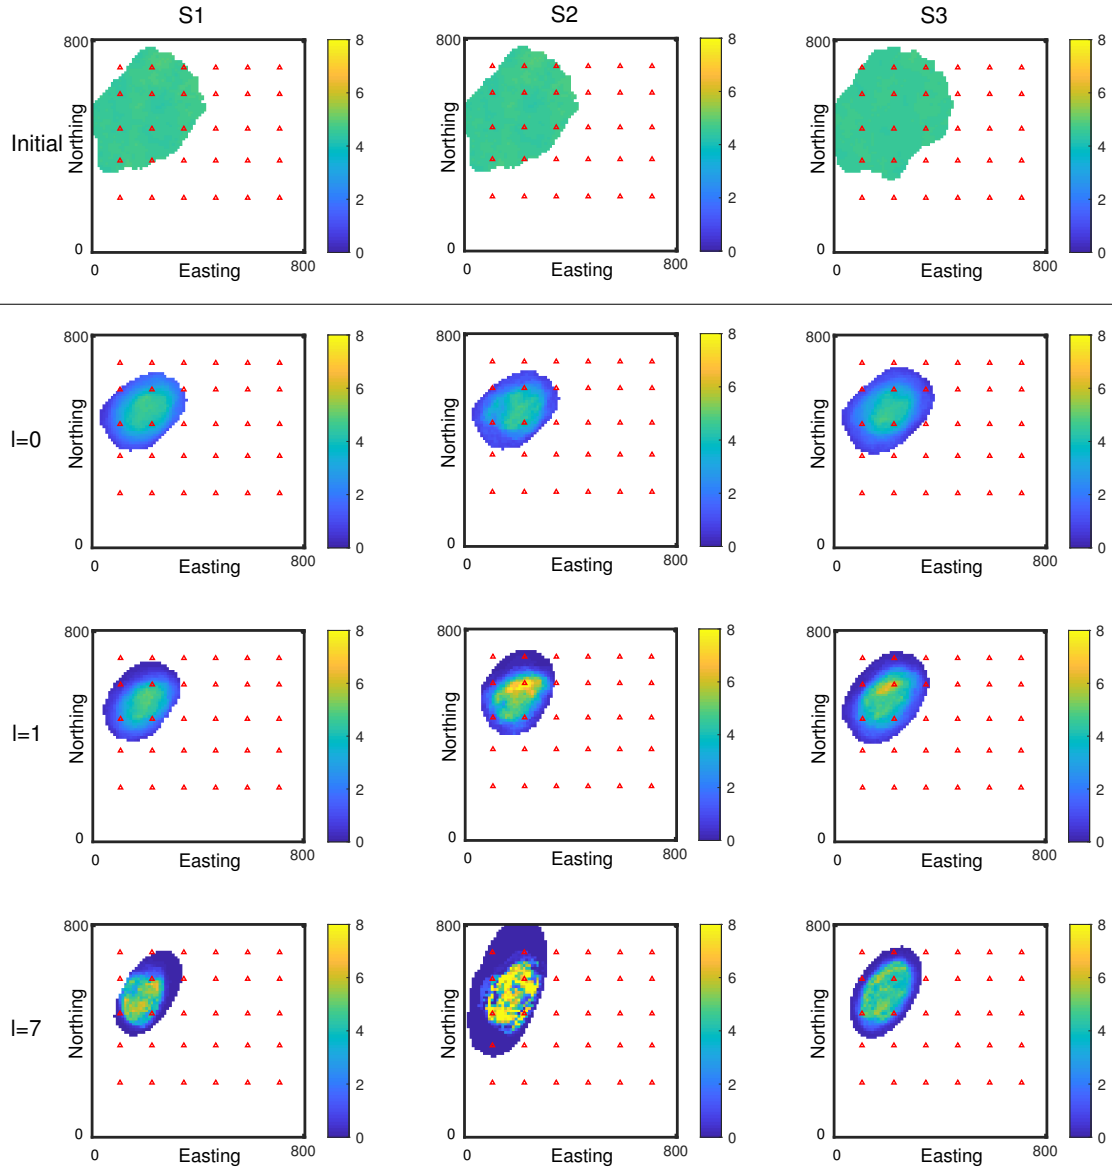 S1 S2 S3
800 8 800 8 800 8
6 6 6
Initial Northing 4 Northing 4 Northing 4
2 2 2
0 0 0 0 0 0
0 Easting 800 0 Easting 800 0 Easting 800
800 8 800 8 800 8
6 6 6
l=0 Northing 4 Northing 4 Northing 4
2 2 2
0 0 0 0 0 0
0 Easting 800 0 Easting 800 0 Easting 800
800 8 800 8 800 8
6 6 6
l=1 Northing 4 Northing 4 Northing 4
2 2 2
0 0 0 0 0 0
0 Easting 800 0 Easting 800 0 Easting 800
800 8 800 8 800 8
6 6 6
l=7 Northing 4 Northing 4 Northing 4
2 2 2
0 0 0 0 0 0
0 Easting 800 0 Easting 800 0 Easting 800